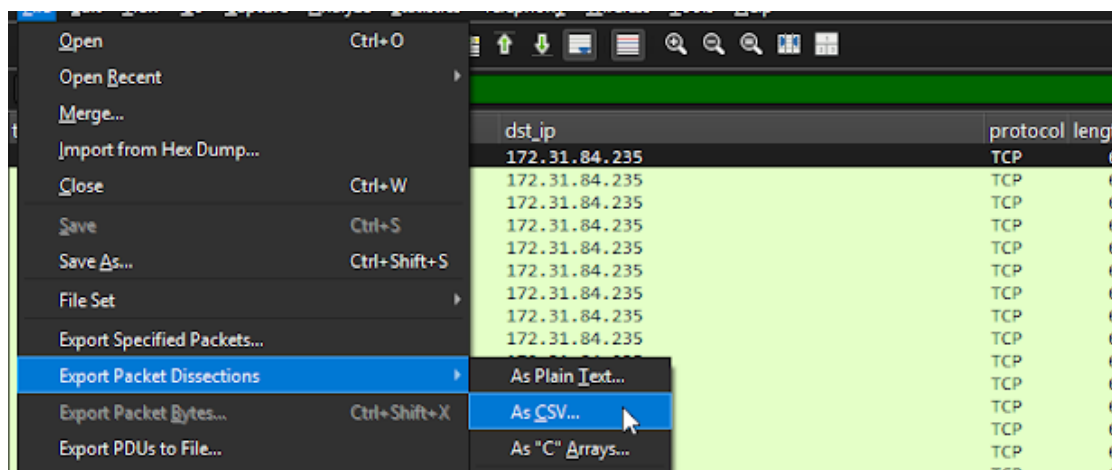 Open Ctrl+O
Open Recent
Merge...
Import from Hex Dump...
Close Ctrl+W
Save Ctrl+S
Save As... Ctrl+Shift+S
File Set
Export Specified Packets...
Export Packet Dissections
Export Packet Bytes... Ctrl+Shift+X
Export PDUs to File...
As Plain Text...
As CSV...
As "C" Arrays...
dst_ip protocol leng
172.31.84.235 TCP
172.31.84.235 TCP
172.31.84.235 TCP
172.31.84.235 TCP
172.31.84.235 TCP
172.31.84.235 TCP
172.31.84.235 TCP
172.31.84.235 TCP
172.31.84.235 TCP
TCP
TCP
TCP
TCP
TCP